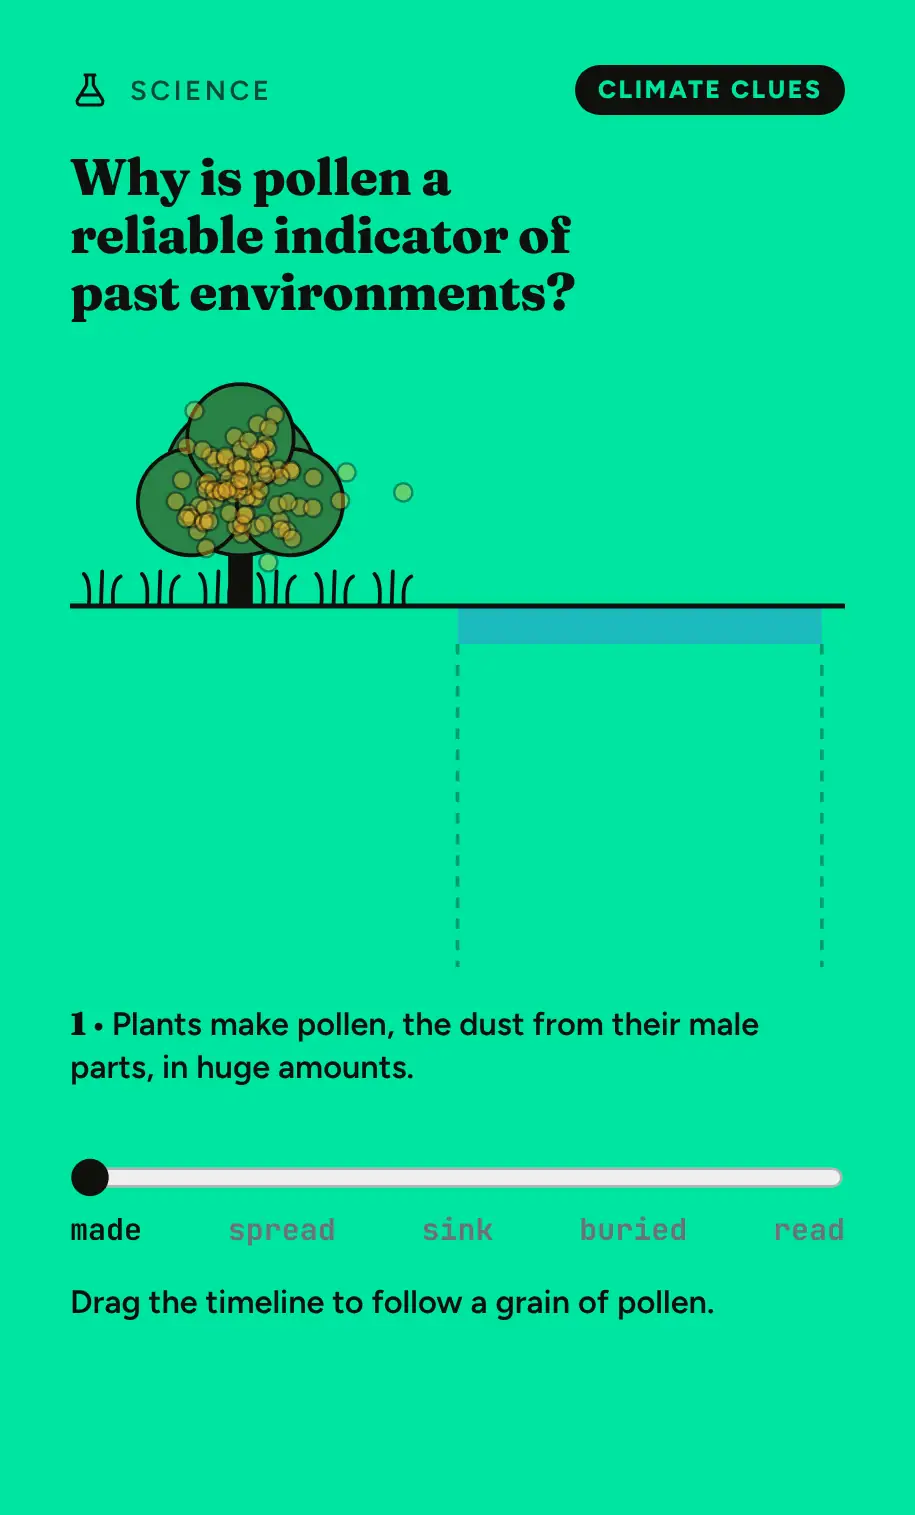 SCIENCE
CLIMATE CLUES
Why is pollen a
reliable indicator of
past environments?
1 • Plants make pollen, the dust from their male
parts, in huge amounts.
made spread sink buried read
Drag the timeline to follow a grain of pollen.